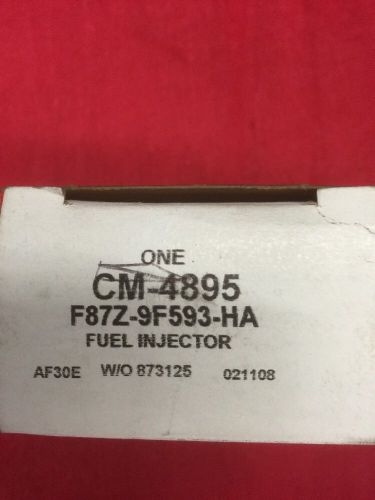 ONE
CM-4895
F87Z-9F593-HA
FUEL INJECTOR
AF30E W/O 873125 021108